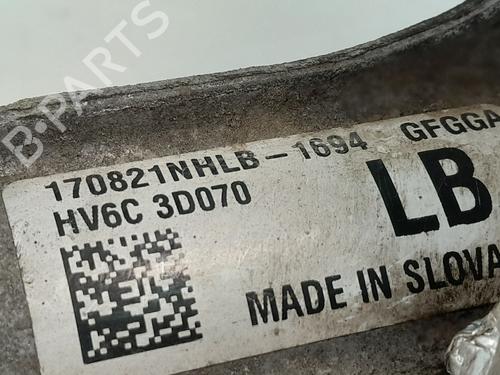 B-PARTS
170821NHLB-1694 GFGGA
HV6C 3D070
LB
MADE IN SLOVA